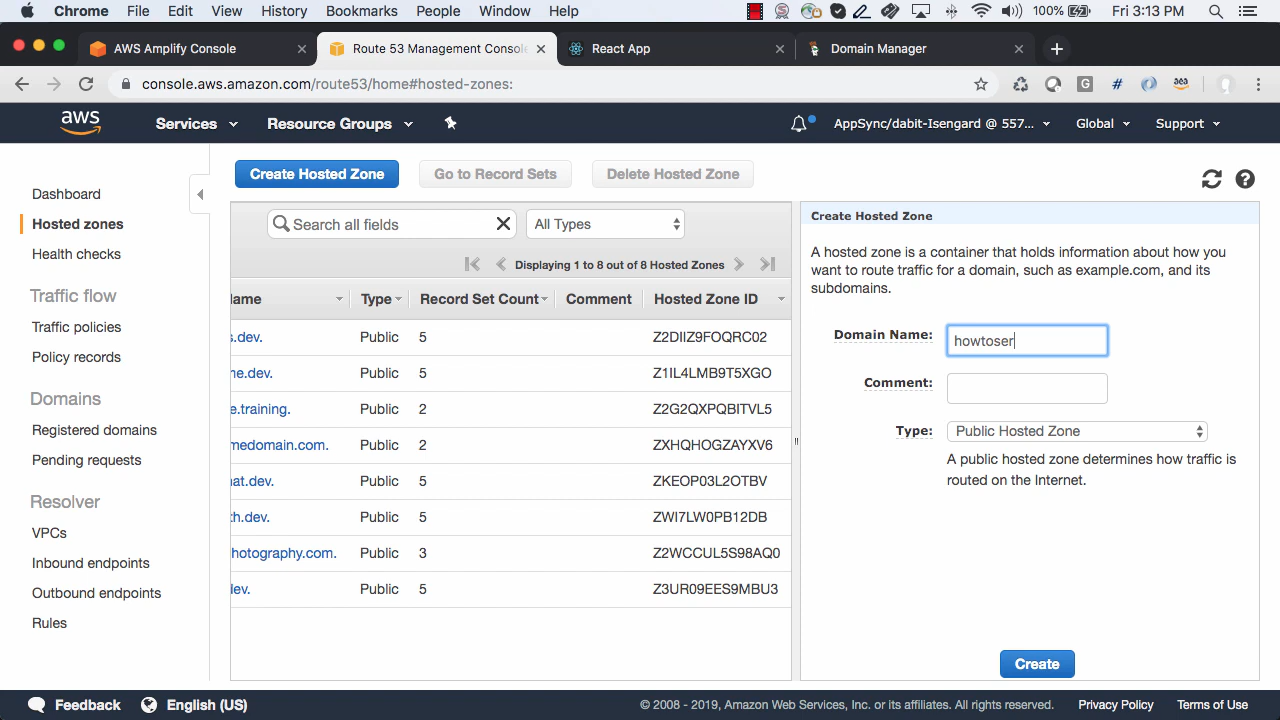 Chrome File Edit View History Bookmarks People Window Help 100% Fri 3:13 PM
AWS Amplify Console Route 53 Management Console React App Domain Manager
console.aws.amazon.com/route53/home#hosted-zones:
aws Services Resource Groups AppSync/dabit-Isengard @ 557... Global Support
Dashboard
Hosted zones
Health checks
Traffic flow
Traffic policies
Policy records
Domains
Registered domains
Pending requests
Resolver
VPCs
Inbound endpoints
Outbound endpoints
Rules
Create Hosted Zone Go to Record Sets Delete Hosted Zone
Search all fields All Types
Displaying 1 to 8 out of 8 Hosted Zones
ame Type Record Set Count Comment Hosted Zone ID
s.dev. Public 5 Z2DIIZ9FOQRC02
ne.dev. Public 5 Z1IL4LMB9T5XGO
e.training. Public 2 Z2G2QXPQBITVL5
medomain.com. Public 2 ZXHQHOGZAYXV6
nat.dev. Public 5 ZKEOP03L2OTBV
th.dev. Public 5 ZWI7LW0PB12DB
hotography.com. Public 3 Z2WCCUL5S98AQ0
dev. Public 5 Z3UR09EES9MBU3
Create Hosted Zone
A hosted zone is a container that holds information about how you
want to route traffic for a domain, such as example.com, and its
subdomains.
Domain Name: howtoser
Comment:
Type: Public Hosted Zone
A public hosted zone determines how traffic is
routed on the Internet.
Create
Feedback English (US) © 2008 - 2019, Amazon Web Services, Inc. or its affiliates. All rights reserved. Privacy Policy Terms of Use